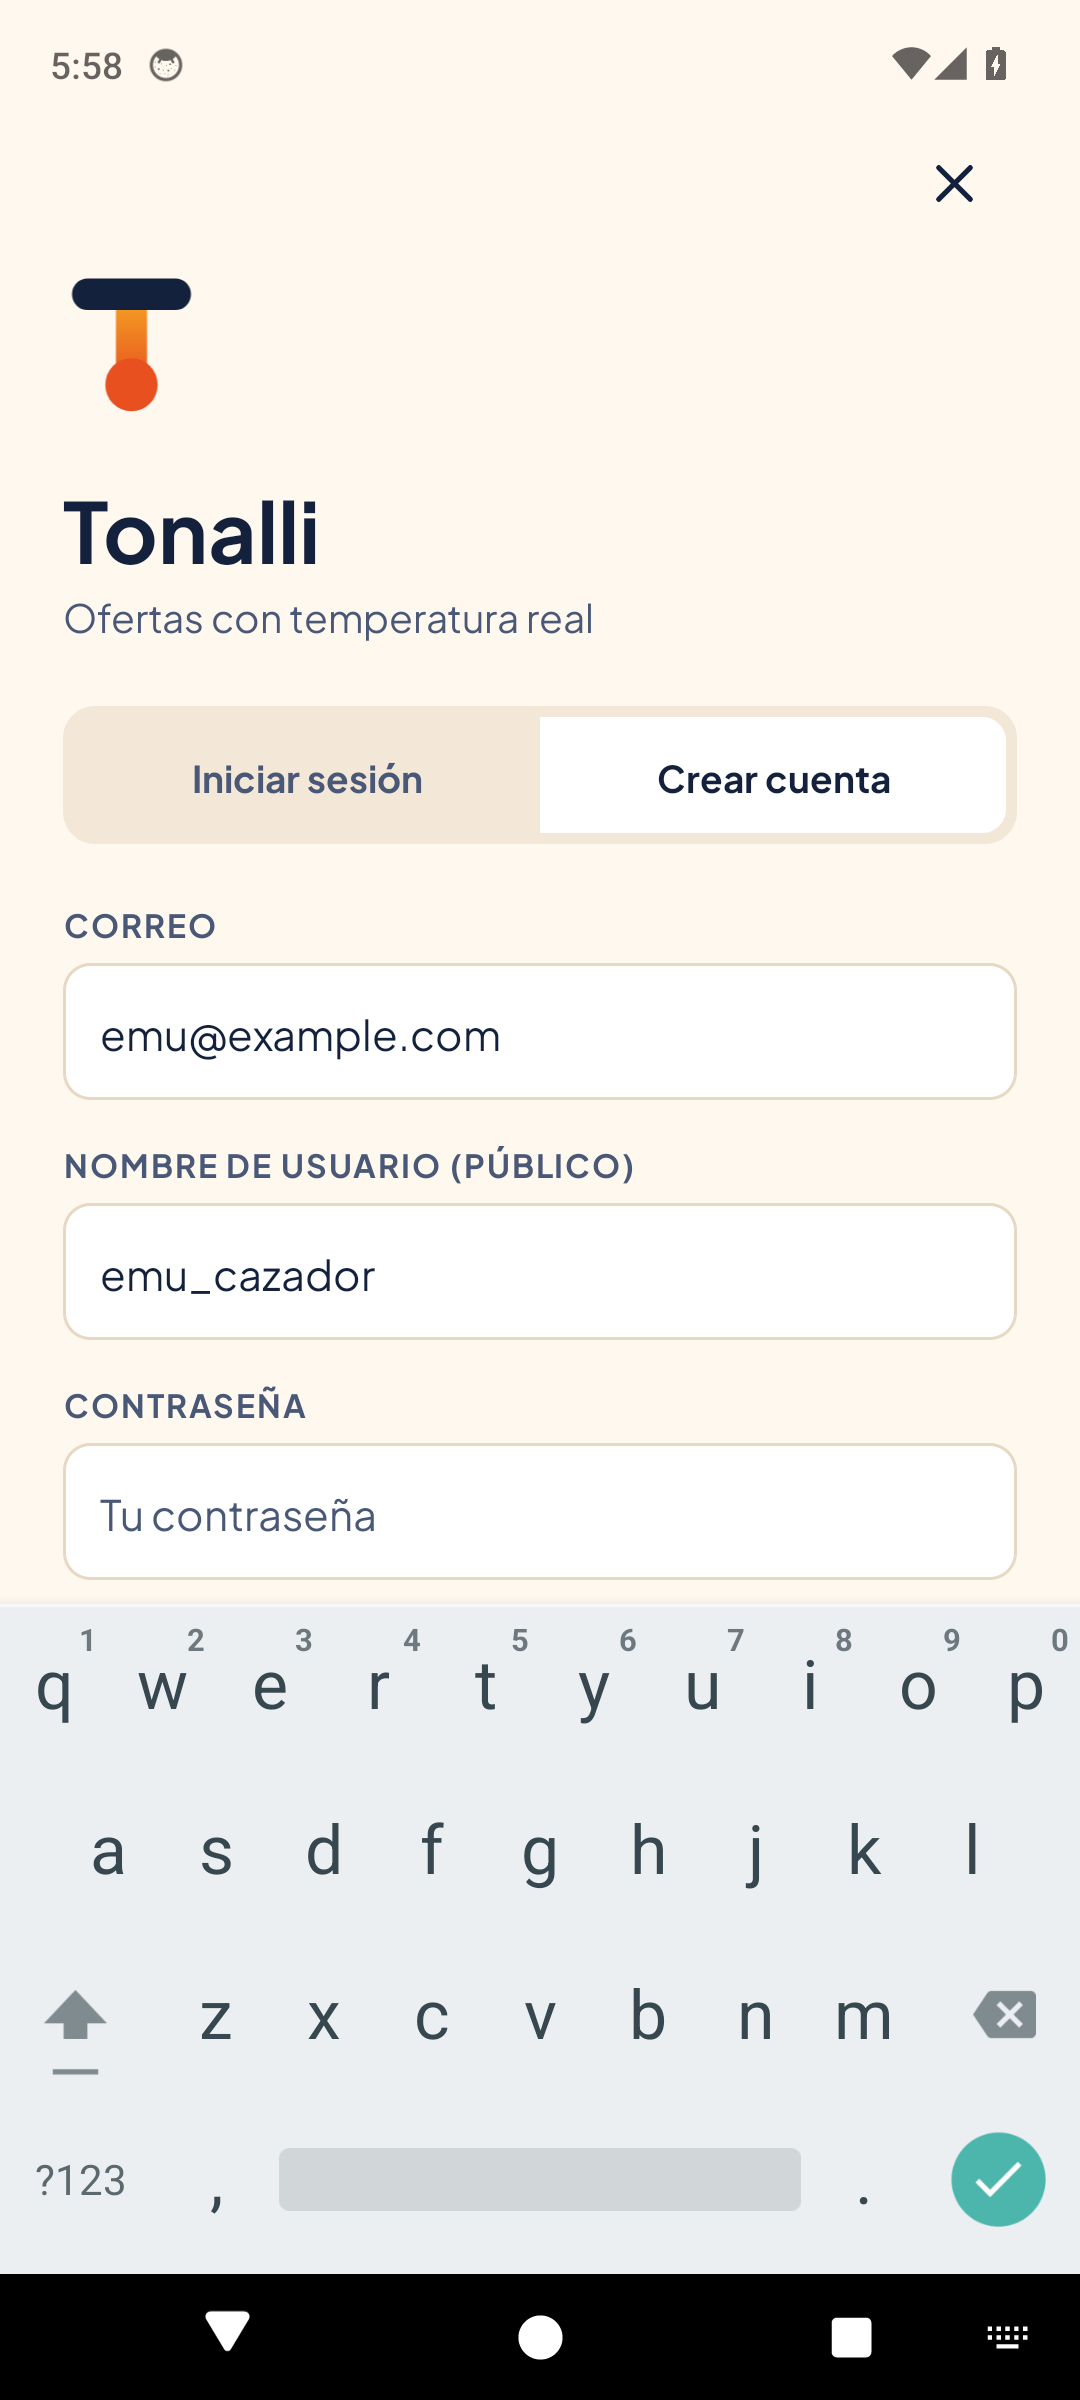 5:58
Tonalli
Ofertas con temperatura real
Iniciar sesión
Crear cuenta
CORREO
emu@example.com
NOMBRE DE USUARIO (PÚBLICO)
emu_cazador
CONTRASEÑA
Tu contraseña
1 2 3 4 5 6 7 8 9 0
q w e r t y u i o p
a s d f g h j k l
z x c v b n m
?123 , .